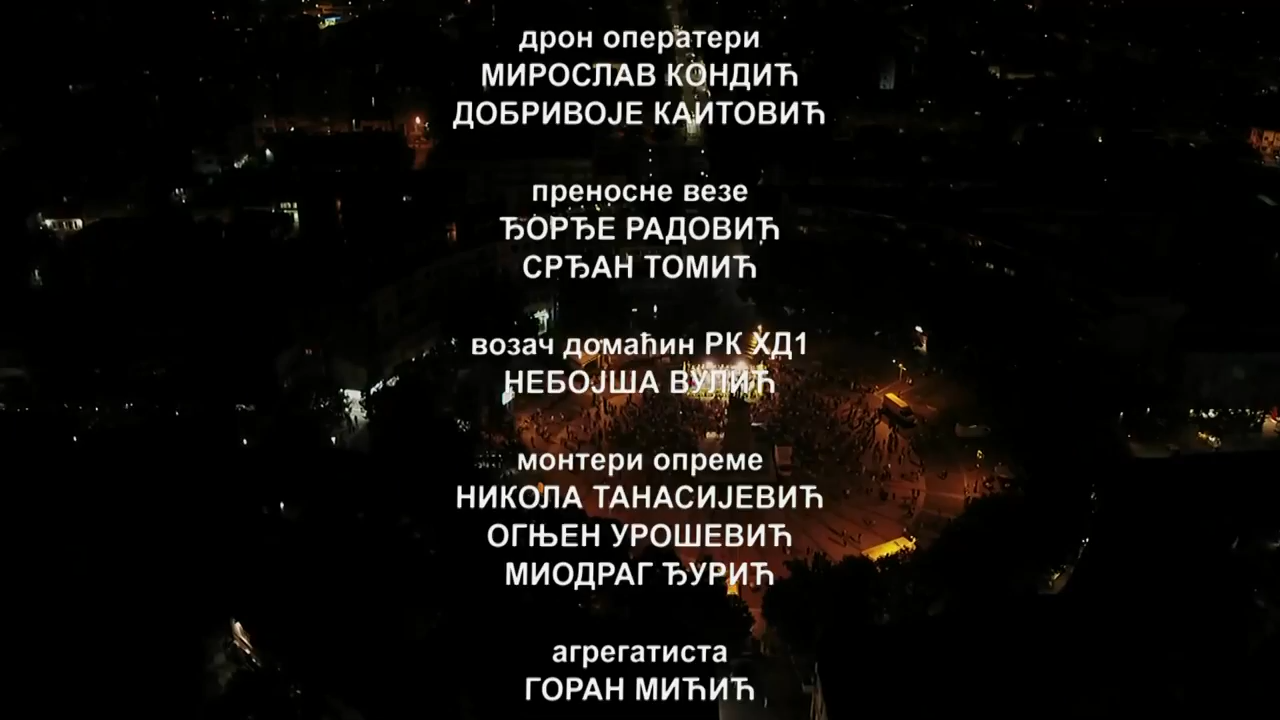 дрон оператери
МИРОСЛАВ КОНДИЋ
ДОБРИВОЈЕ КАИТОВИЋ
преносне везе
ЂОРЂЕ РАДОВИЋ
СРЂАН ТОМИЋ
возач домаћин РК ХД1
НЕБОЈША ВУЛИЋ
монтери опреме
НИКОЛА ТАНАСИЈЕВИЋ
ОГЊЕН УРОШЕВИЋ
МИОДРАГ ЂУРИЋ
агрегатиста
ГОРАН МИЋИЋ